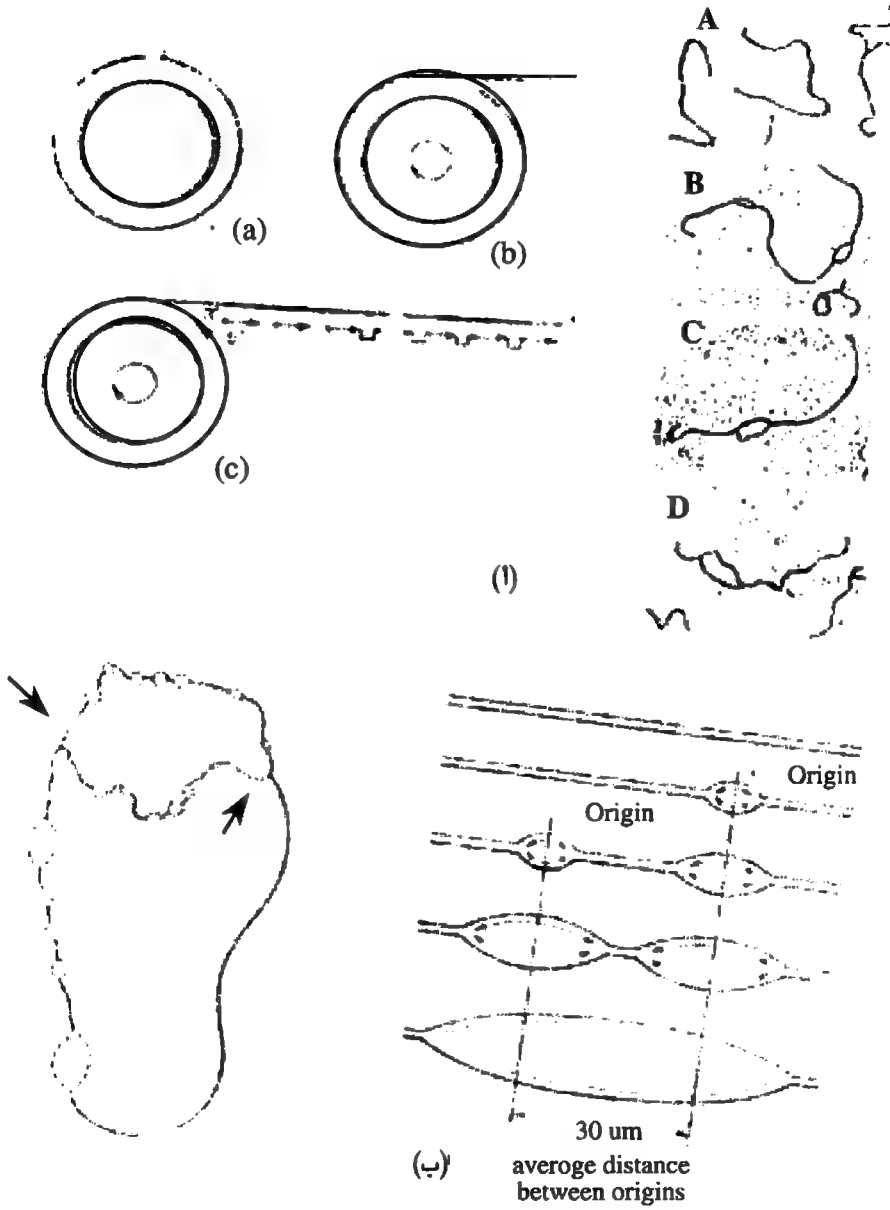 A
(a)
(b)
B
C
(c)
D
(ا)
Origin
Origin
30 um
(ب)
averoge distance
between origins